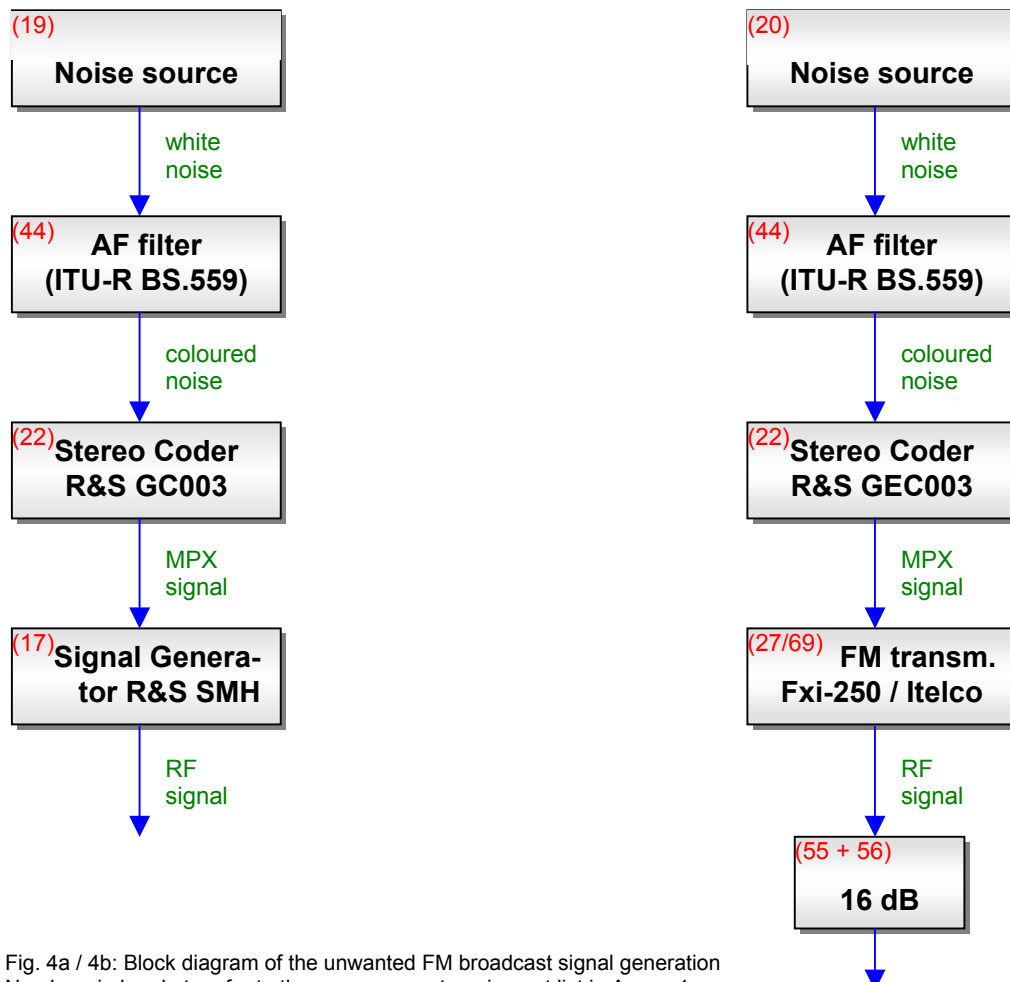 (19)
Noise source
white
noise
(44)
AF filter
(ITU-R BS.559)
coloured
noise
(22)
Stereo Coder
R&S GC003
MPX
signal
(17)
Signal Genera-
tor R&S SMH
RF
signal
(20)
Noise source
white
noise
(44)
AF filter
(ITU-R BS.559)
coloured
noise
(22)
Stereo Coder
R&S GEC003
MPX
signal
(27/69)
FM transm.
Fxi-250 / Itelco
RF
signal
(55 + 56)
16 dB
Fig. 4a / 4b: Block diagram of the unwanted FM broadcast signal generation